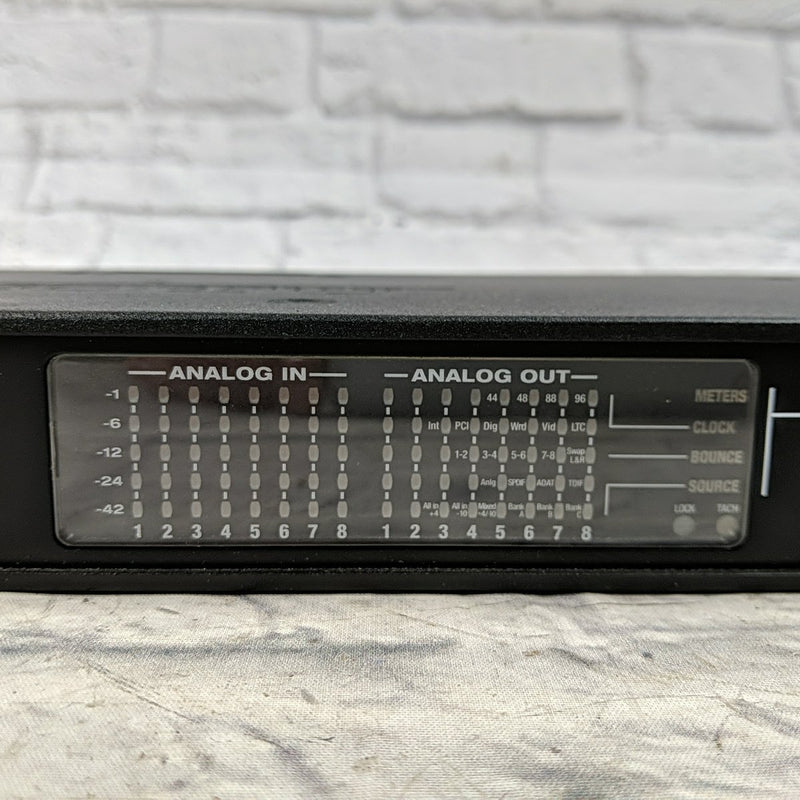 ANALOG IN ANALOG OUT
-1 44 48 88 96 METERS
-6 Int PCI Dig Wrd Vid LTC CLOCK
-12 1-2 3-4 5-6 7-8 Swap L&R BOUNCE
-24 Anlg SPDIF ADAT TDIF SOURCE
-42 All in +4 All in -10 Mixed +4/-10 Bank A Bank B Bank C LOCK TACH
1 2 3 4 5 6 7 8 1 2 3 4 5 6 7 8